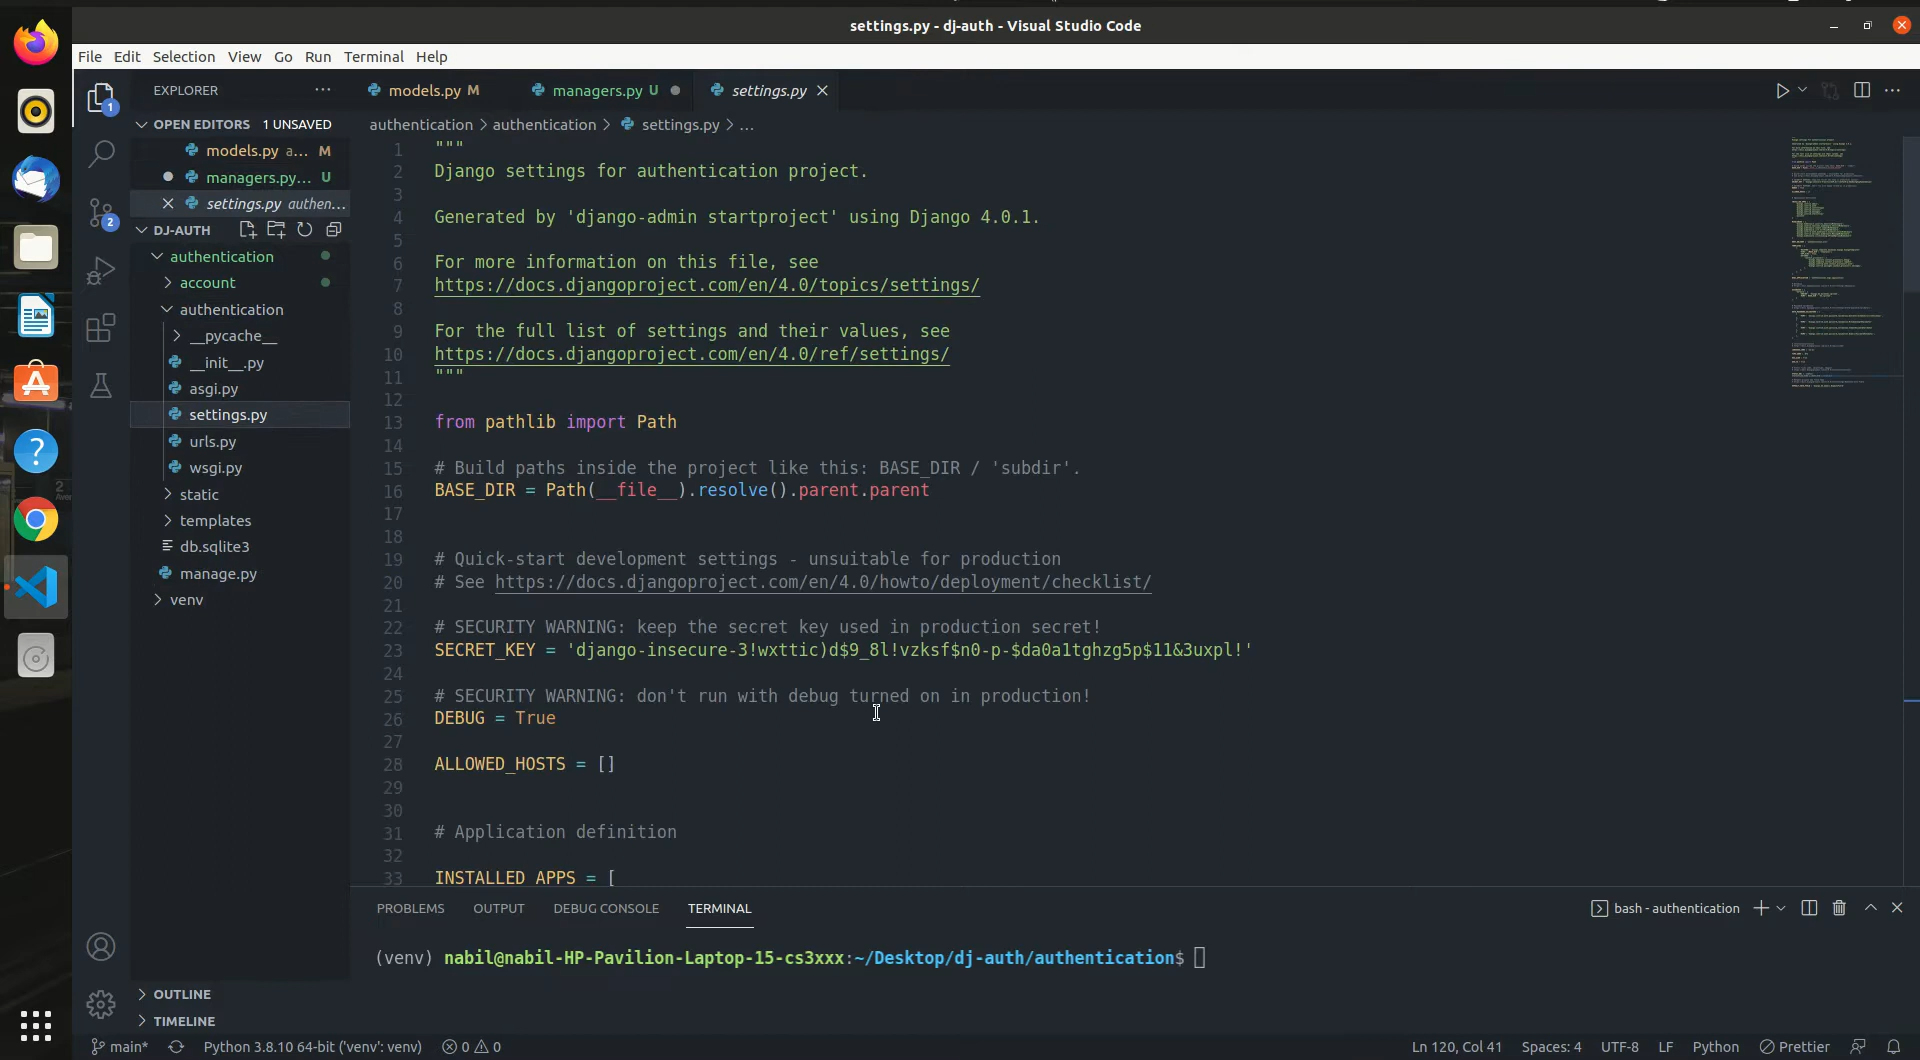 settings.py - dj-auth - Visual Studio Code
File Edit Selection View Go Run Terminal Help
1
2
EXPLORER ···
OPEN EDITORS 1 UNSAVED
models.py a... M
managers.py... U
settings.py authen...
DJ-AUTH
authentication
account
authentication
__pycache__
__init__.py
asgi.py
settings.py
urls.py
wsgi.py
static
templates
db.sqlite3
manage.py
venv
OUTLINE
TIMELINE
models.py M managers.py U settings.py
authentication > authentication > settings.py > ...
1 """
2 Django settings for authentication project.
3
4 Generated by 'django-admin startproject' using Django 4.0.1.
5
6 For more information on this file, see
7 https://docs.djangoproject.com/en/4.0/topics/settings/
8
9 For the full list of settings and their values, see
10 https://docs.djangoproject.com/en/4.0/ref/settings/
11 """
12
13 from pathlib import Path
14
15 # Build paths inside the project like this: BASE_DIR / 'subdir'.
16 BASE_DIR = Path(__file__).resolve().parent.parent
17
18
19 # Quick-start development settings - unsuitable for production
20 # See https://docs.djangoproject.com/en/4.0/howto/deployment/checklist/
21
22 # SECURITY WARNING: keep the secret key used in production secret!
23 SECRET_KEY = 'django-insecure-3!wxttic)d$9_8l!vzksf$n0-p-$da0a1tghzg5p$11&3uxpl!'
24
25 # SECURITY WARNING: don't run with debug turned on in production!
26 DEBUG = True
27
28 ALLOWED_HOSTS = []
29
30
31 # Application definition
32
33 INSTALLED_APPS = [
PROBLEMS OUTPUT DEBUG CONSOLE TERMINAL
bash - authentication
(venv) nabil@nabil-HP-Pavilion-Laptop-15-cs3xxx:~/Desktop/dj-auth/authentication$
main* Python 3.8.10 64-bit ('venv': venv) 0 0 Ln 120, Col 41 Spaces: 4 UTF-8 LF Python Prettier